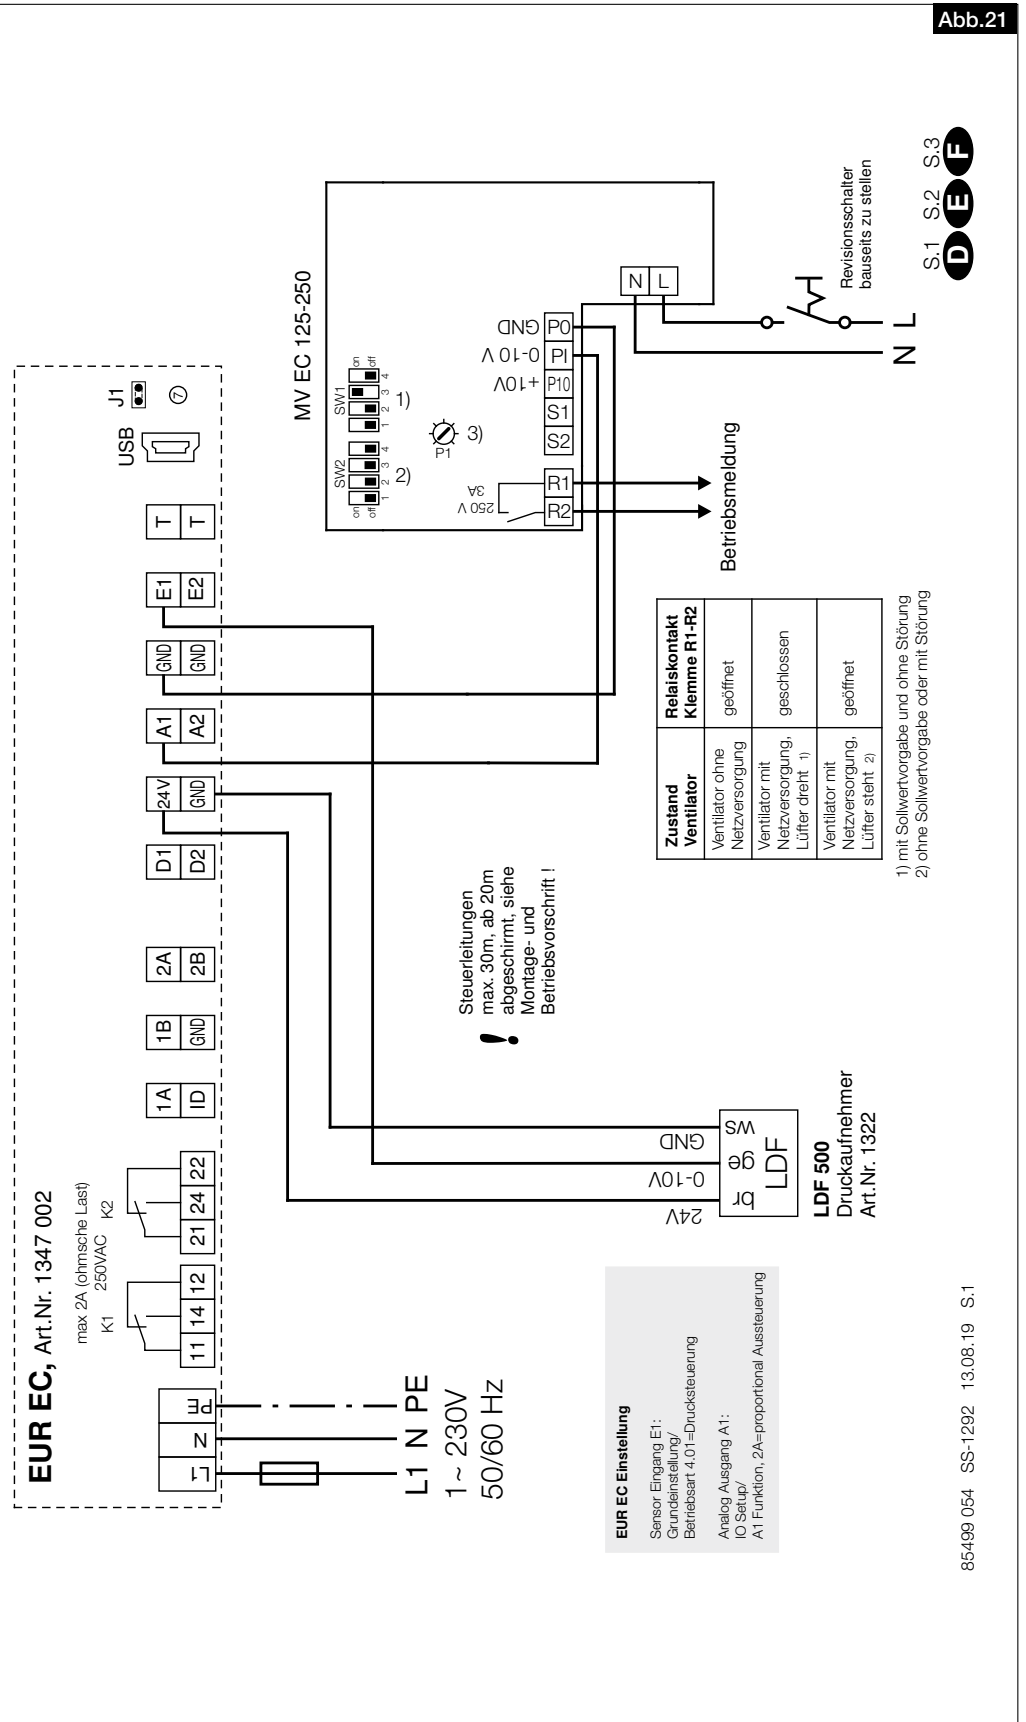 Abb.21
EUR EC, Art.Nr. 1347 002
max 2A (ohmsche Last)
250VAC
K1
K2
L1
N
PE
11
14
12
21
24
22
1A
ID
1B
GND
2A
2B
D1
D2
24V
GND
A1
A2
GND
GND
E1
E2
T
T
USB
J1
7
L1 N PE
1~ 230V
50/60 Hz
MV EC 125-250
SW2
on
off
1 2 3 4
2)
SW1
on
off
1 2 3 4
1)
P1
3)
250 V
3A
R2
R1
S2
S1
P10
PI
P0
+10V
0-10 V
GND
N
L
Betriebsmeldung
N
L
Revisionsschalter
bauseits zu stellen
! Steuerleitungen
max. 30m, ab 20m
abgeschirmt, siehe
Montage- und
Betriebsvorschrift !
24V
0-10V
GND
br
ge
ws
LDF
LDF 500
Druckaufnehmer
Art.Nr. 1322
Zustand
Ventilator
Relaiskontakt
Klemme R1-R2
Ventilator ohne
Netzversorgung
geöffnet
Ventilator mit
Netzversorgung,
Lüfter dreht 1)
geschlossen
Ventilator mit
Netzversorgung,
Lüfter steht 2)
geöffnet
1) mit Sollwertvorgabe und ohne Störung
2) ohne Sollwertvorgabe oder mit Störung
EUR EC Einstellung
Sensor Eingang E1:
Grundeinstellung/
Betriebsart 4.01=Drucksteuerung
Analog Ausgang A1:
IO Setup/
A1 Funktion, 2A=proportional Aussteuerung
85499 054 SS-1292 13.08.19 S.1
S.1 S.2 S.3
D E F